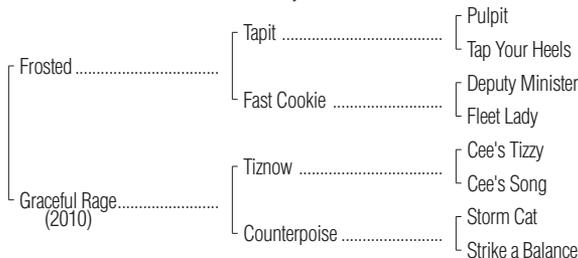 Pulpit
Tapit
Tap Your Heels
Frosted
Deputy Minister
Fast Cookie
Fleet Lady
Cee's Tizzy
Tiznow
Cee's Song
Graceful Rage
(2010)
Storm Cat
Counterpoise
Strike a Balance